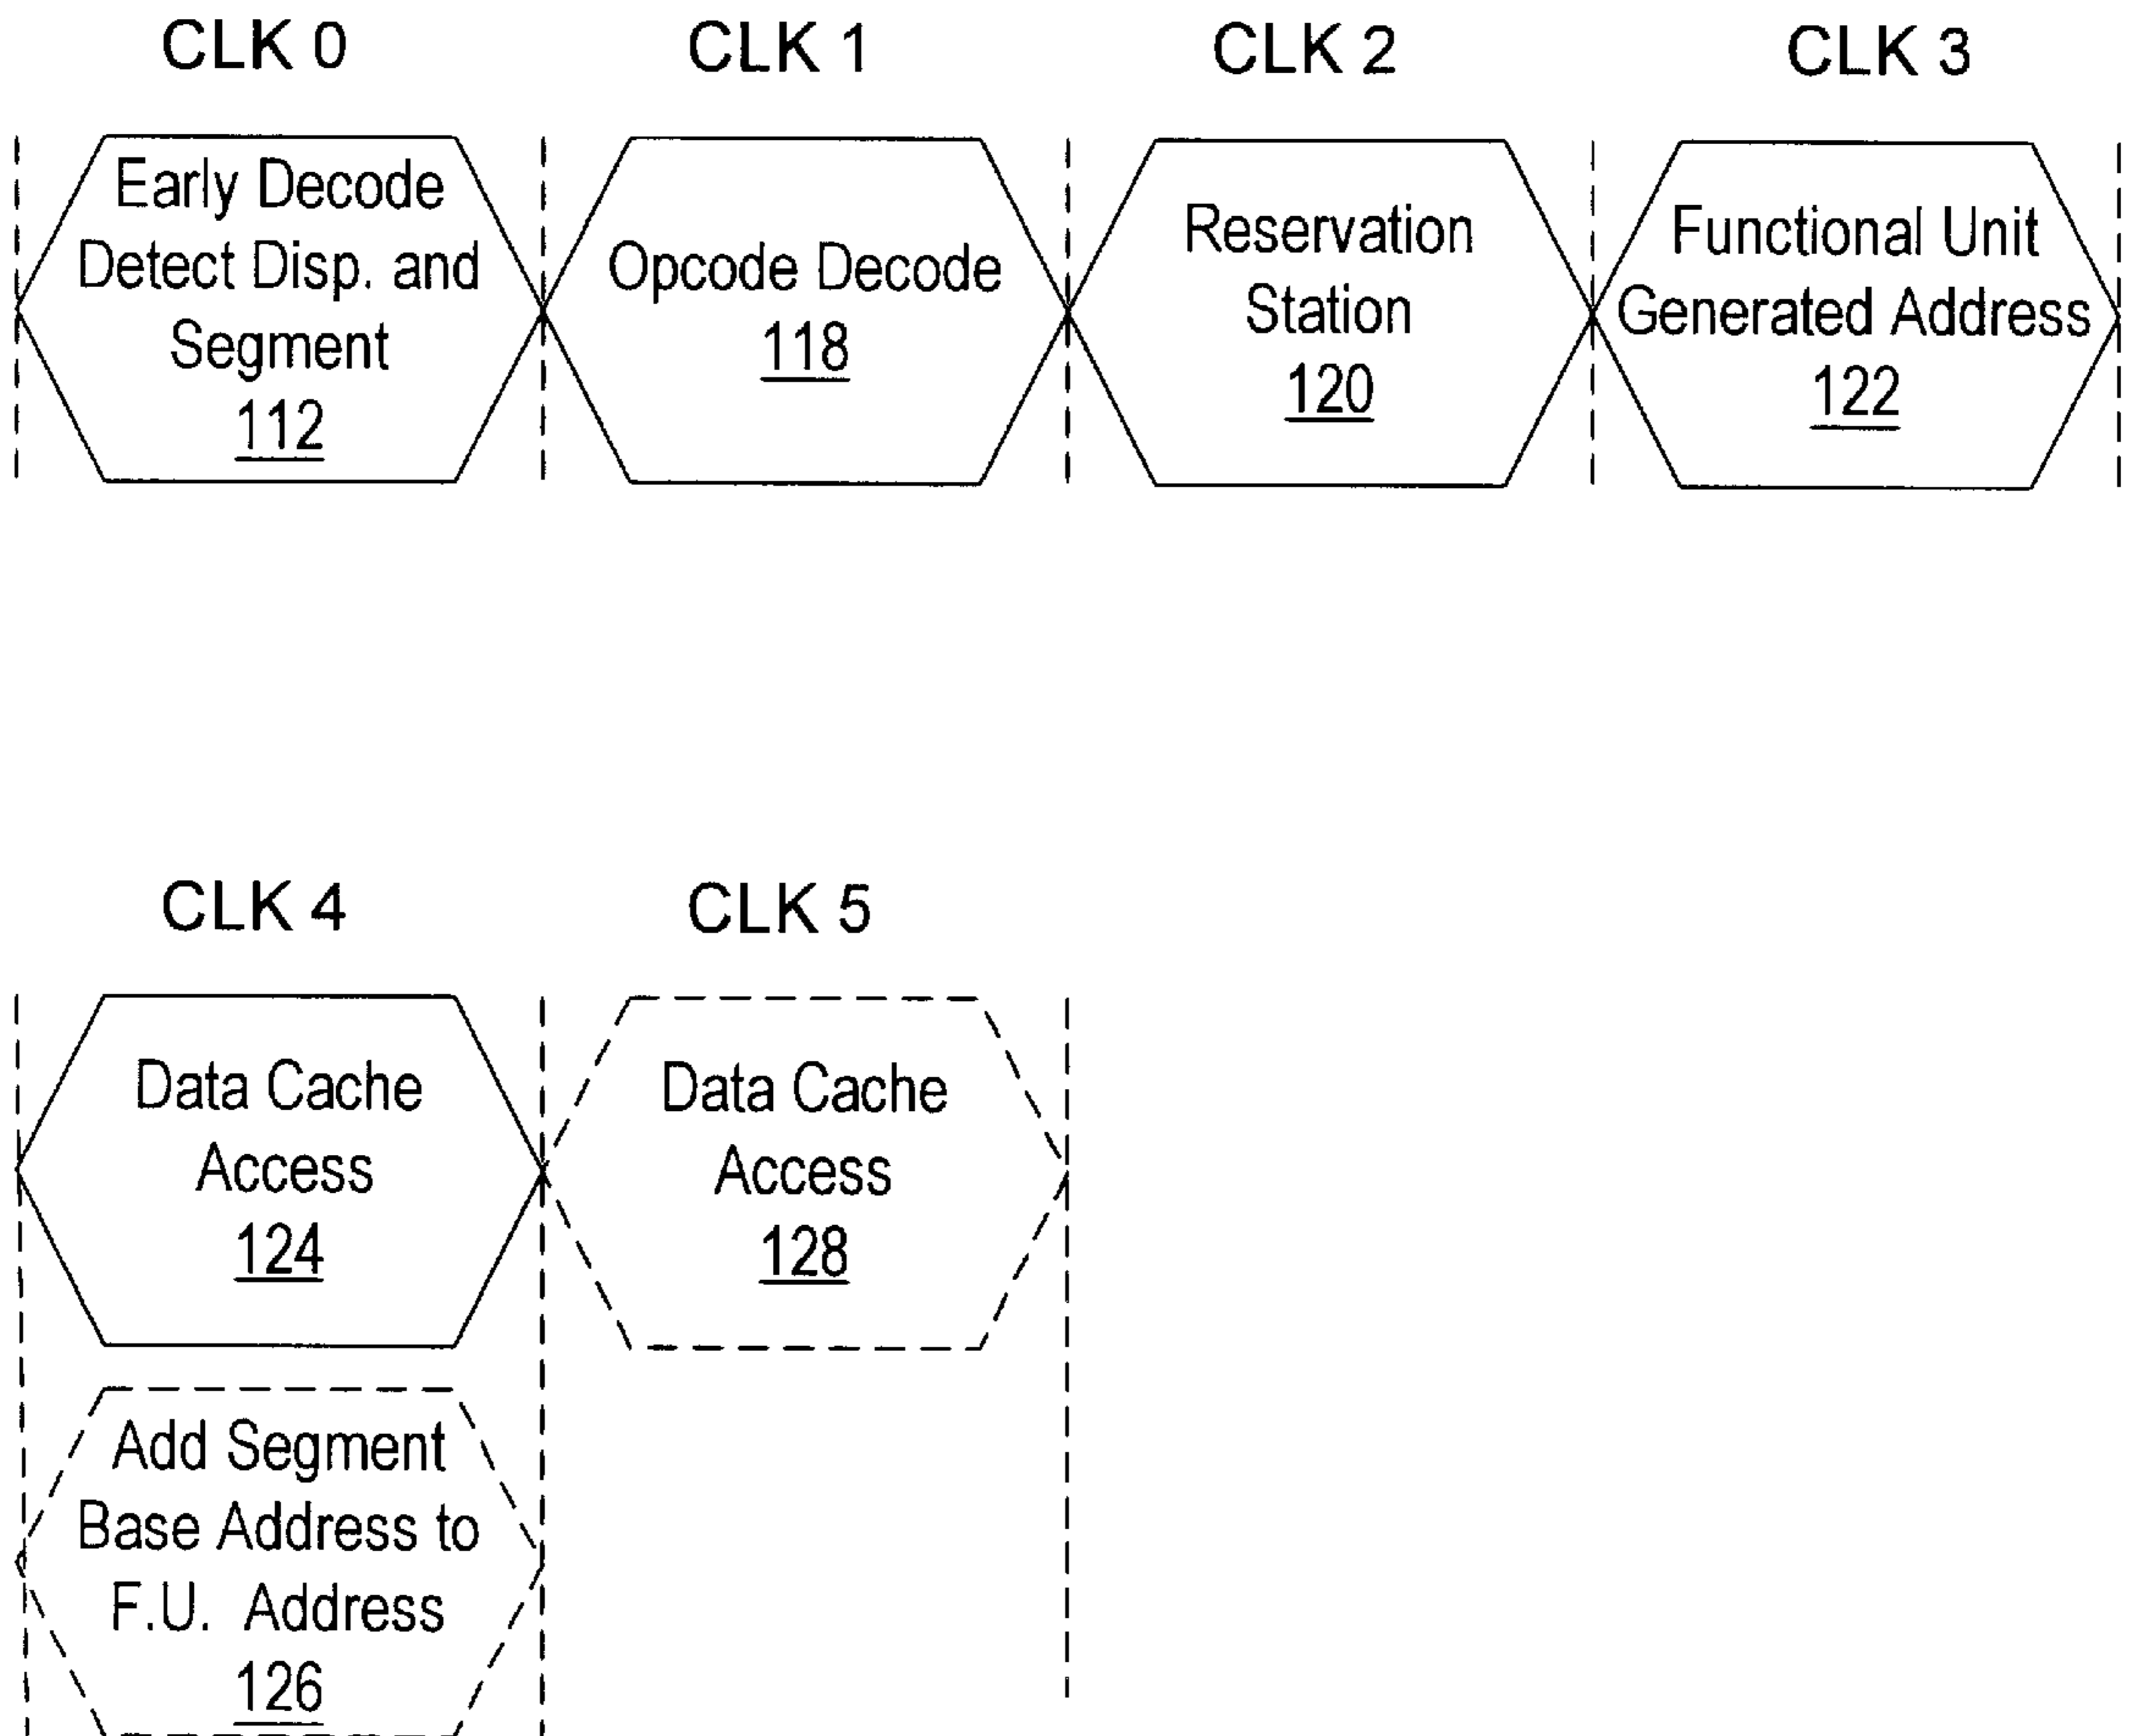 CLK 0
CLK 1
CLK 2
CLK 3
Early Decode
Detect Disp. and
Segment
112
Opcode Decode
118
Reservation
Station
120
Functional Unit
Generated Address
122
CLK 4
CLK 5
Data Cache
Access
124
Data Cache
Access
128
Add Segment
Base Address to
F.U. Address
126